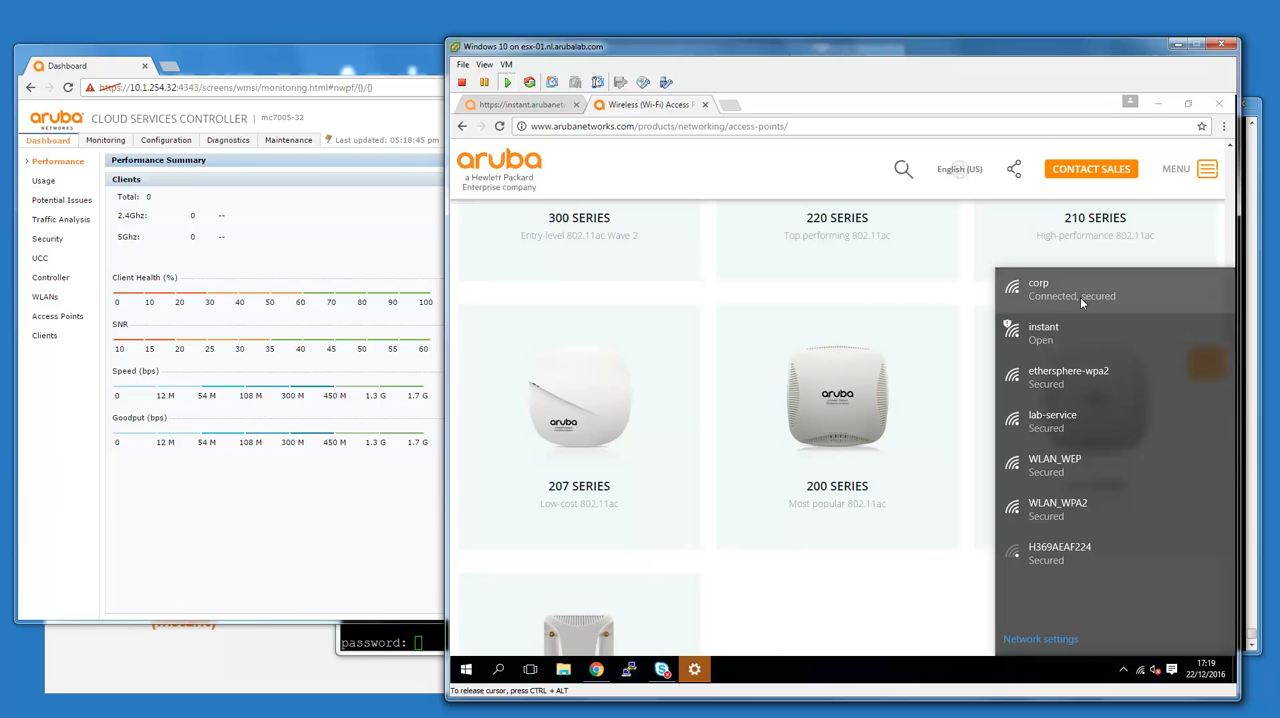 Dashboard
https://10.1.254.32:4343/screens/wmsi/monitoring.html#nwpf/{}/{}
aruba
NETWORKS
CLOUD SERVICES CONTROLLER
mc7005-32
Dashboard
Monitoring
Configuration
Diagnostics
Maintenance
Last updated: 05:18:45 pm
Performance
Usage
Potential Issues
Traffic Analysis
Security
UCC
Controller
WLANs
Access Points
Clients
Performance Summary
Clients
Total: 0
2.4Ghz: 0 --
5Ghz: 0 --
Client Health (%)
0 10 20 30 40 50 60 70 80 90 100
SNR
10 15 20 25 30 35 40 45 50 55 60
Speed (bps)
0 12 M 54 M 108 M 300 M 450 M 1.3 G 1.7 G
Goodput (bps)
0 12 M 54 M 108 M 300 M 450 M 1.3 G 1.7 G
(Instant)
password:
Windows 10 on esx-01.nl.arubalab.com
File View VM
https://instant.arubanet
Wireless (Wi-Fi) Access P
www.arubanetworks.com/products/networking/access-points/
aruba
a Hewlett Packard
Enterprise company
English (US)
CONTACT SALES
MENU
300 SERIES
Entry-level 802.11ac Wave 2
220 SERIES
Top performing 802.11ac
210 SERIES
High-performance 802.11ac
aruba
207 SERIES
Low-cost 802.11ac
aruba
200 SERIES
Most popular 802.11ac
corp
Connected, secured
instant
Open
ethersphere-wpa2
Secured
lab-service
Secured
WLAN_WEP
Secured
WLAN_WPA2
Secured
H369AEAF224
Secured
Network settings
17:19
22/12/2016
To release cursor, press CTRL + ALT